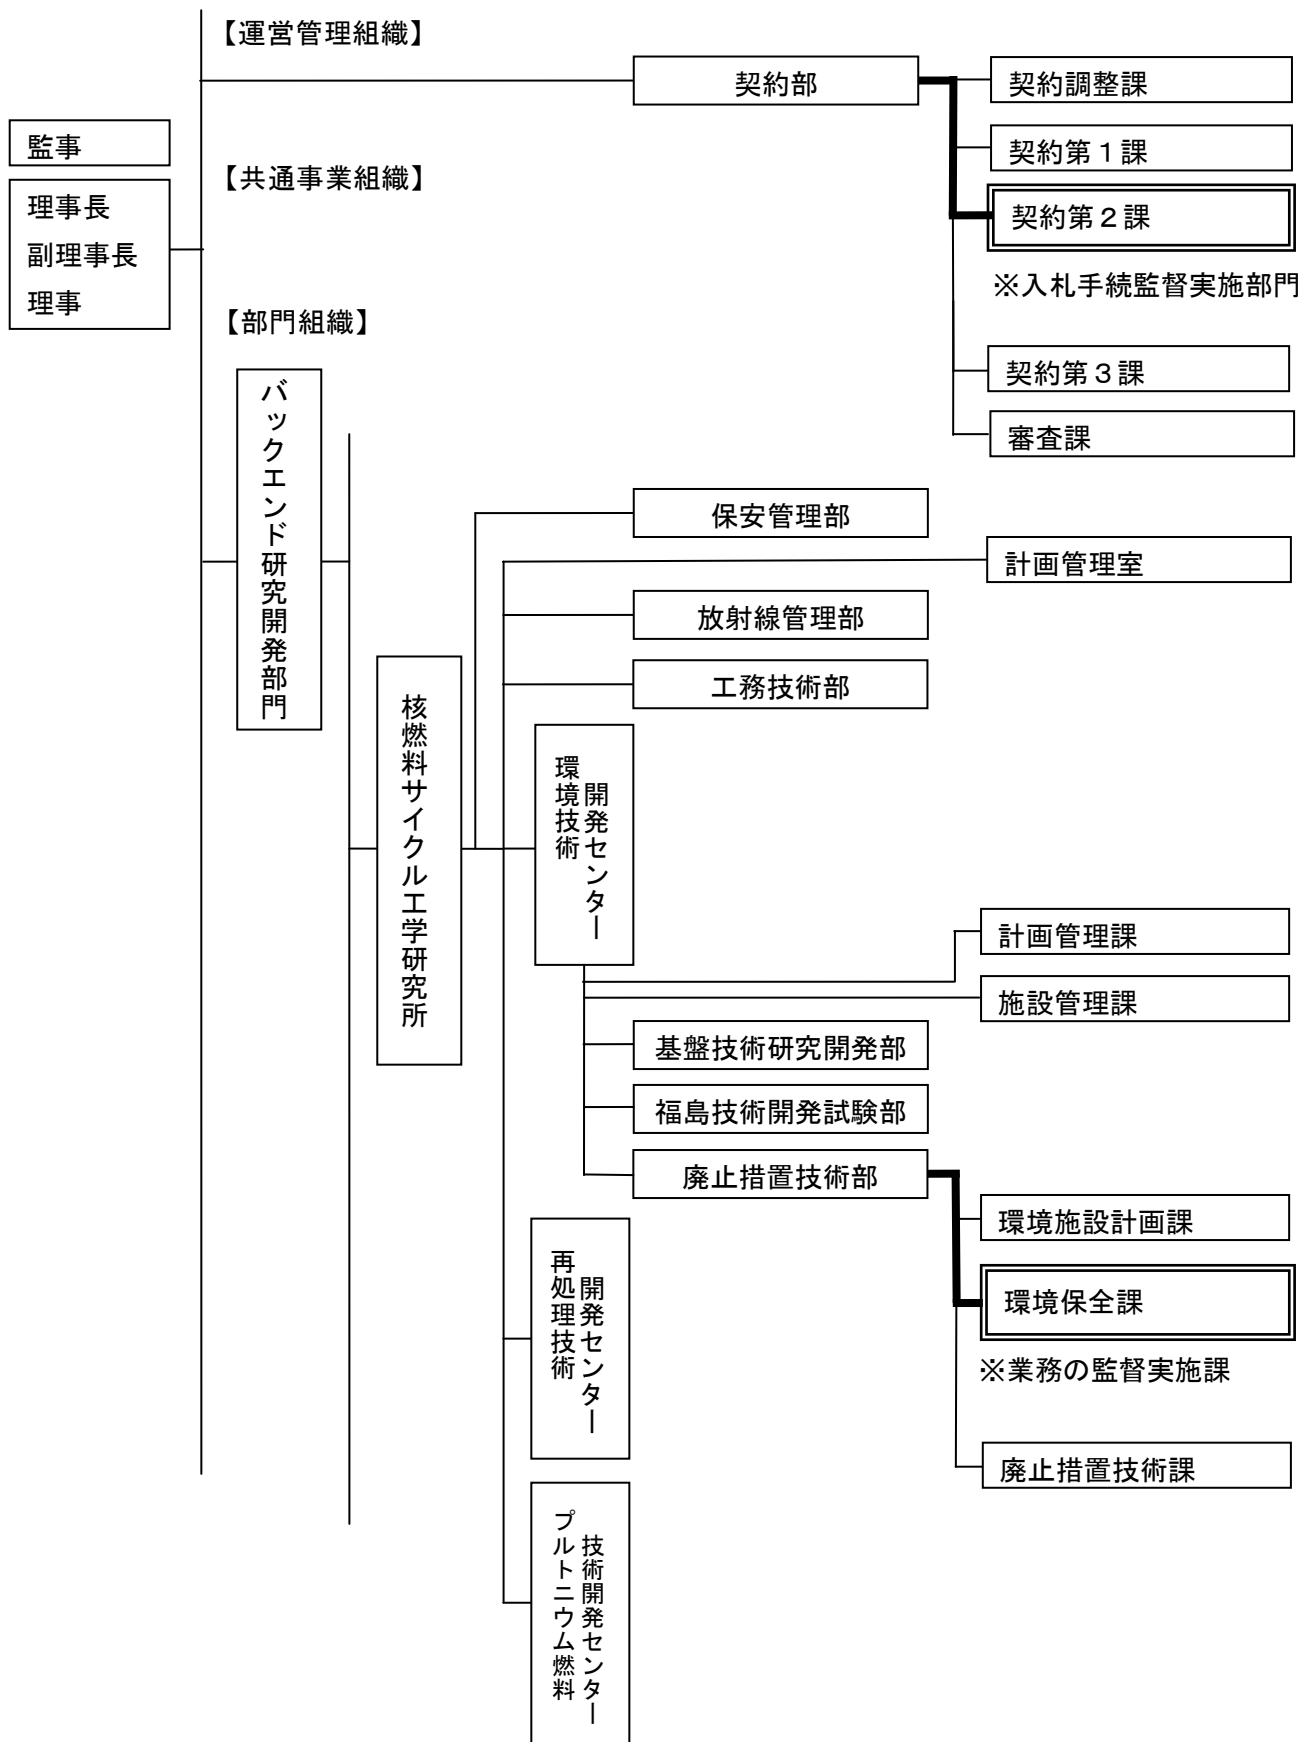 【運営管理組織】
契約部
契約調整課
契約第１課
契約第２課
※入札手続監督実施部門
契約第３課
審査課
監事
理事長
副理事長
理事
【共通事業組織】
【部門組織】
バックエンド研究開発部門
核燃料サイクル工学研究所
保安管理部
計画管理室
放射線管理部
工務技術部
環境技術
開発センター
計画管理課
施設管理課
基盤技術研究開発部
福島技術開発試験部
廃止措置技術部
環境施設計画課
環境保全課
※業務の監督実施課
廃止措置技術課
再処理技術
開発センター
プルトニウム燃料
技術開発センター